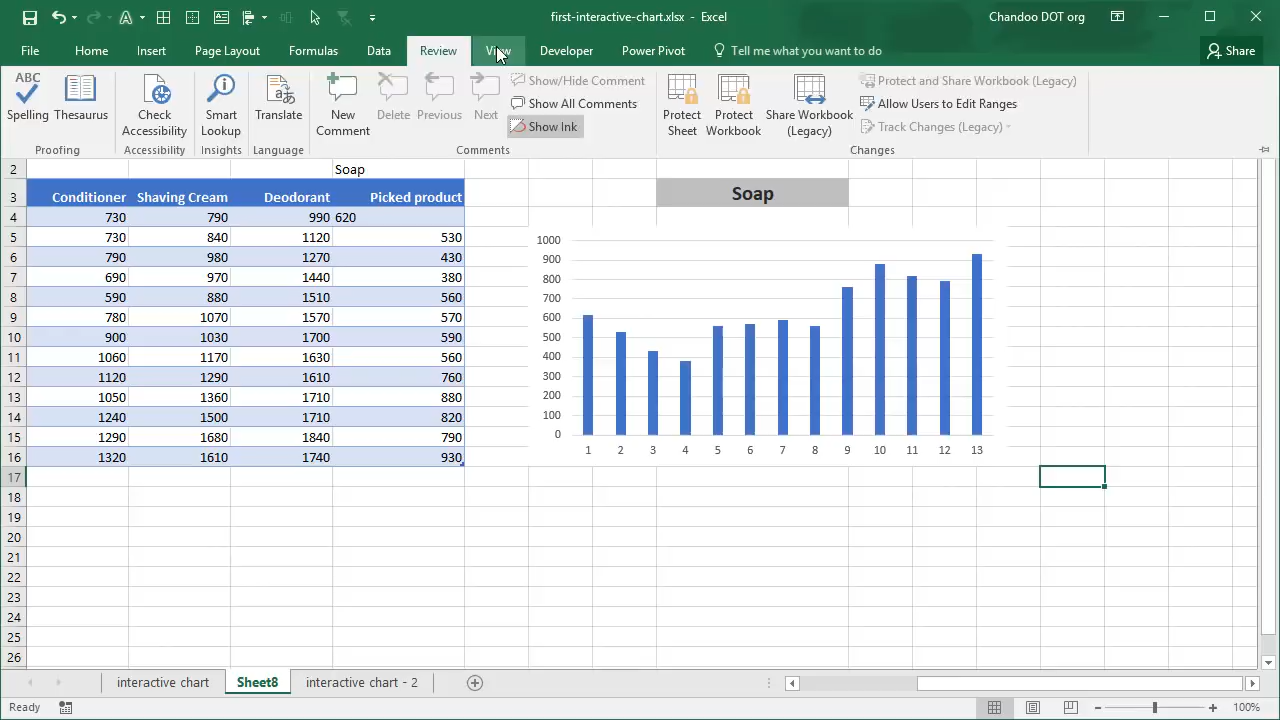 first-interactive-chart.xlsx - Excel
Chandoo DOT org
File Home Insert Page Layout Formulas Data Review View Developer Power Pivot Tell me what you want to do Share
ABC
Spelling Thesaurus Check Accessibility Smart Lookup Translate New Comment Delete Previous Next
Show/Hide Comment
Show All Comments
Show Ink
Protect Sheet Protect Workbook Share Workbook (Legacy)
Protect and Share Workbook (Legacy)
Allow Users to Edit Ranges
Track Changes (Legacy)
Proofing Accessibility Insights Language Comments Changes
2 Soap
3 Conditioner Shaving Cream Deodorant Picked product
4 730 790 990 620
5 730 840 1120 530
6 790 980 1270 430
7 690 970 1440 380
8 590 880 1510 560
9 780 1070 1570 570
10 900 1030 1700 590
11 1060 1170 1630 560
12 1120 1290 1610 760
13 1050 1360 1710 880
14 1240 1500 1710 820
15 1290 1680 1840 790
16 1320 1610 1740 930
17
18
19
20
21
22
23
24
25
26
Soap
1000
900
800
700
600
500
400
300
200
100
0
1 2 3 4 5 6 7 8 9 10 11 12 13
interactive chart Sheet8 interactive chart - 2
Ready
100%